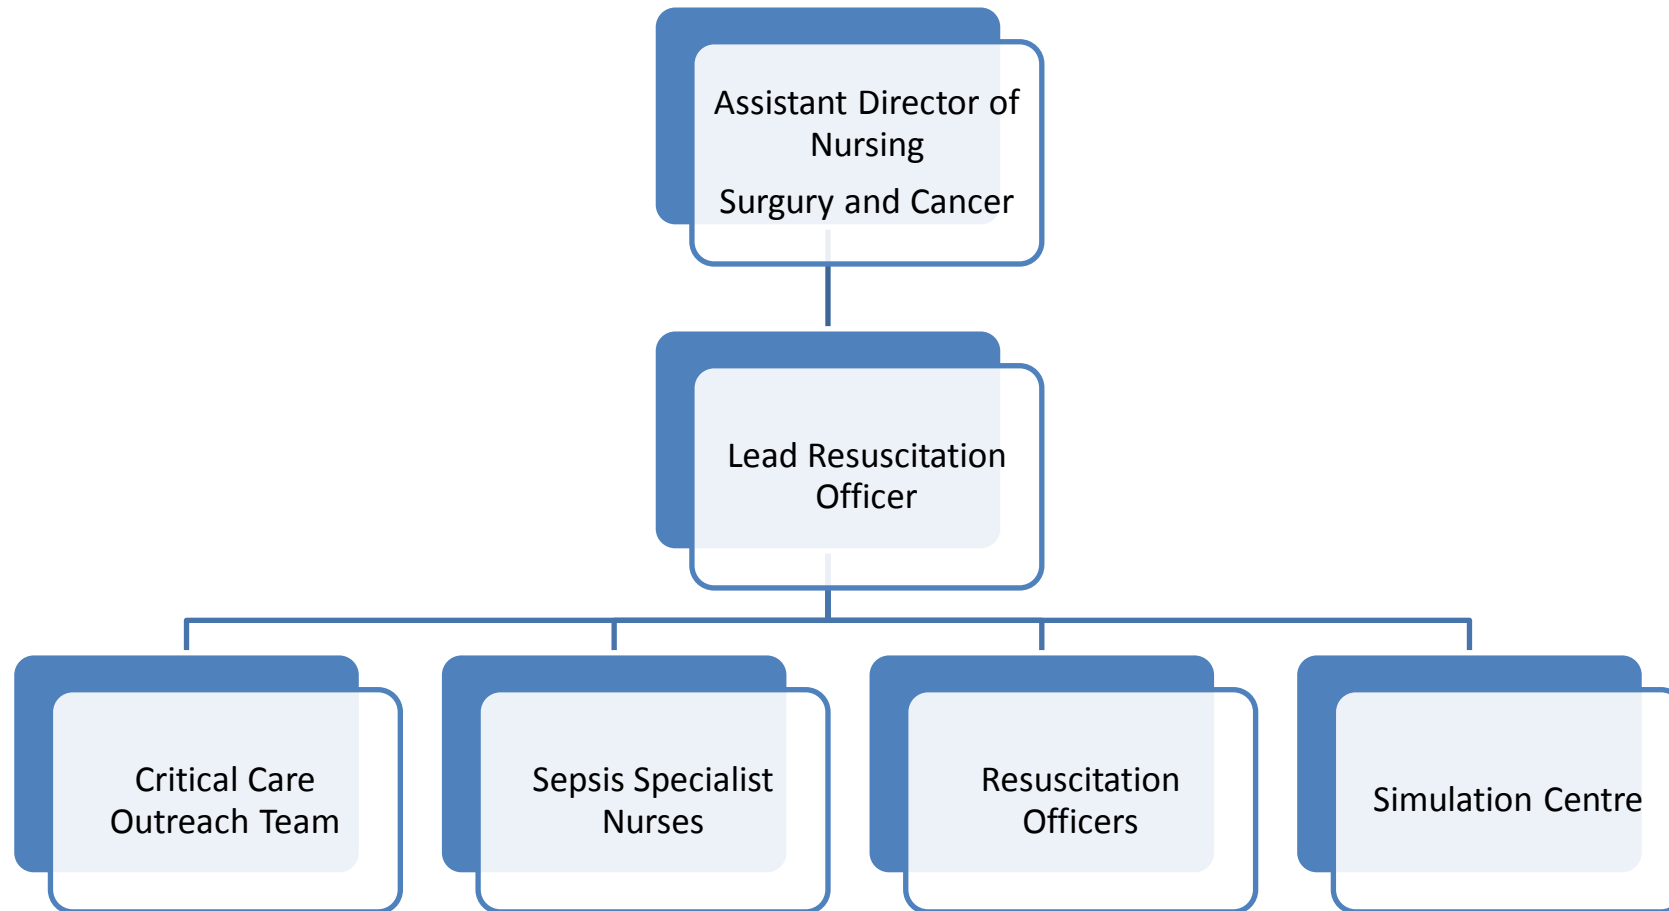 Assistant Director of
Nursing
Surgury and Cancer
Lead Resuscitation
Officer
Critical Care
Outreach Team
Sepsis Specialist
Nurses
Resuscitation
Officers
Simulation Centre